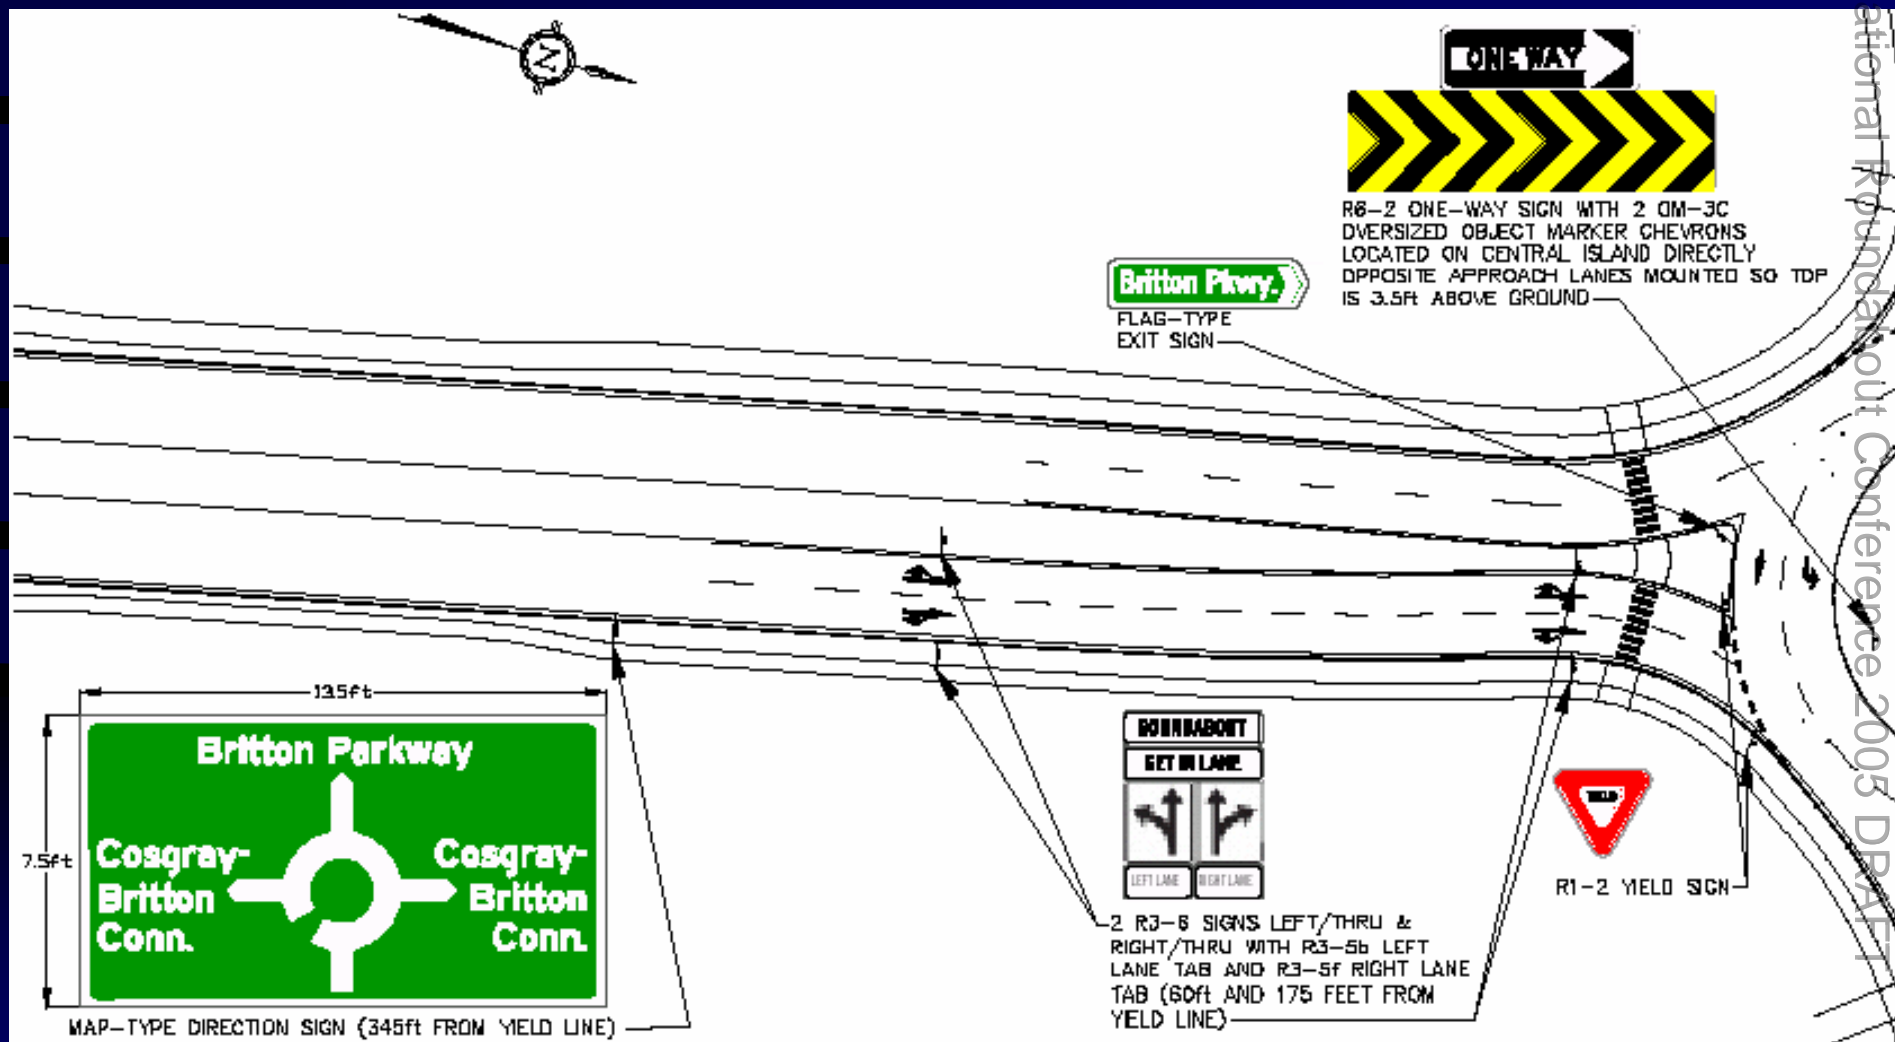 N
ONE WAY
R6-2 ONE-WAY SIGN WITH 2 OM-3C
OVERSIZED OBJECT MARKER CHEVRONS
LOCATED ON CENTRAL ISLAND DIRECTLY
OPPOSITE APPROACH LANES MOUNTED SO TOP
IS 3.5ft ABOVE GROUND
Britton Pkwy.
FLAG-TYPE
EXIT SIGN
13.5ft
7.5ft
Britton Parkway
Cosgray-
Britton
Conn.
Cosgray-
Britton
Conn.
MAP-TYPE DIRECTION SIGN (345ft FROM YIELD LINE)
ROUNDABOUT
GET IN LANE
LEFT LANE
RIGHT LANE
2 R3-6 SIGNS LEFT/THRU &
RIGHT/THRU WITH R3-5b LEFT
LANE TAB AND R3-5f RIGHT LANE
TAB (60ft AND 175 FEET FROM
YIELD LINE)
YIELD
R1-2 YIELD SIGN
ational Roundabout Conference 2005 DRAFT